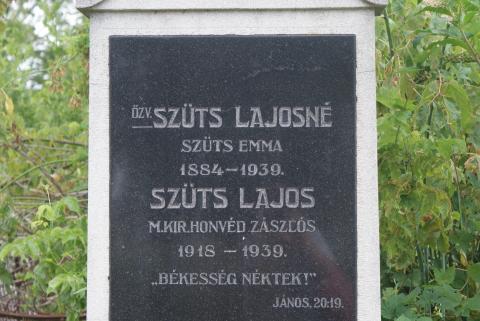 ÖZV. SZÜTS LAJOSNÉ
SZÜTS EMMA
1884-1939.
SZÜTS LAJOS
M.KIR.HONVÉD ZÁSZLÓS
1918 - 1939.
„BÉKESSÉG NÉKTEK!"
JÁNOS, 20:19.